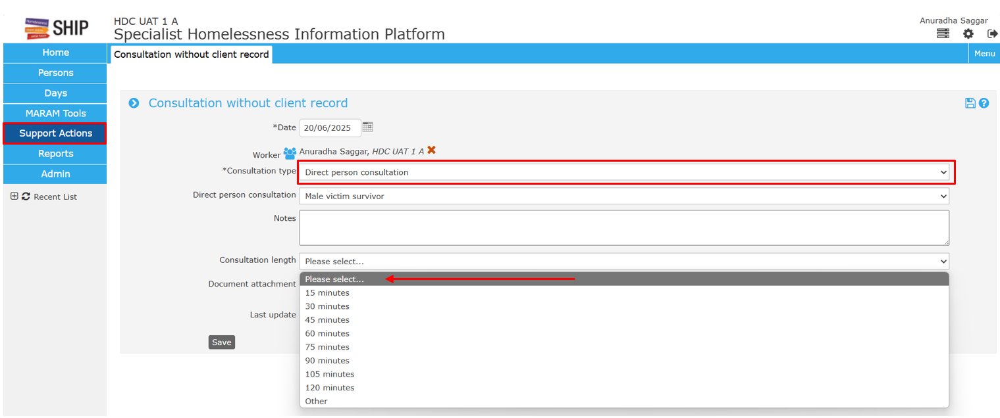 SHIP
HDC UAT 1 A
Specialist Homelessness Information Platform
Anuradha Saggar
Home
Persons
Days
MARAM Tools
Support Actions
Reports
Admin
Recent List
Consultation without client record
Menu
Consultation without client record
*Date 20/06/2025
Worker Anuradha Saggar, HDC UAT 1 A
*Consultation type Direct person consultation
Direct person consultation Male victim survivor
Notes
Consultation length Please select...
Please select...
Document attachment
15 minutes
30 minutes
Last update
45 minutes
60 minutes
Save
75 minutes
90 minutes
105 minutes
120 minutes
Other